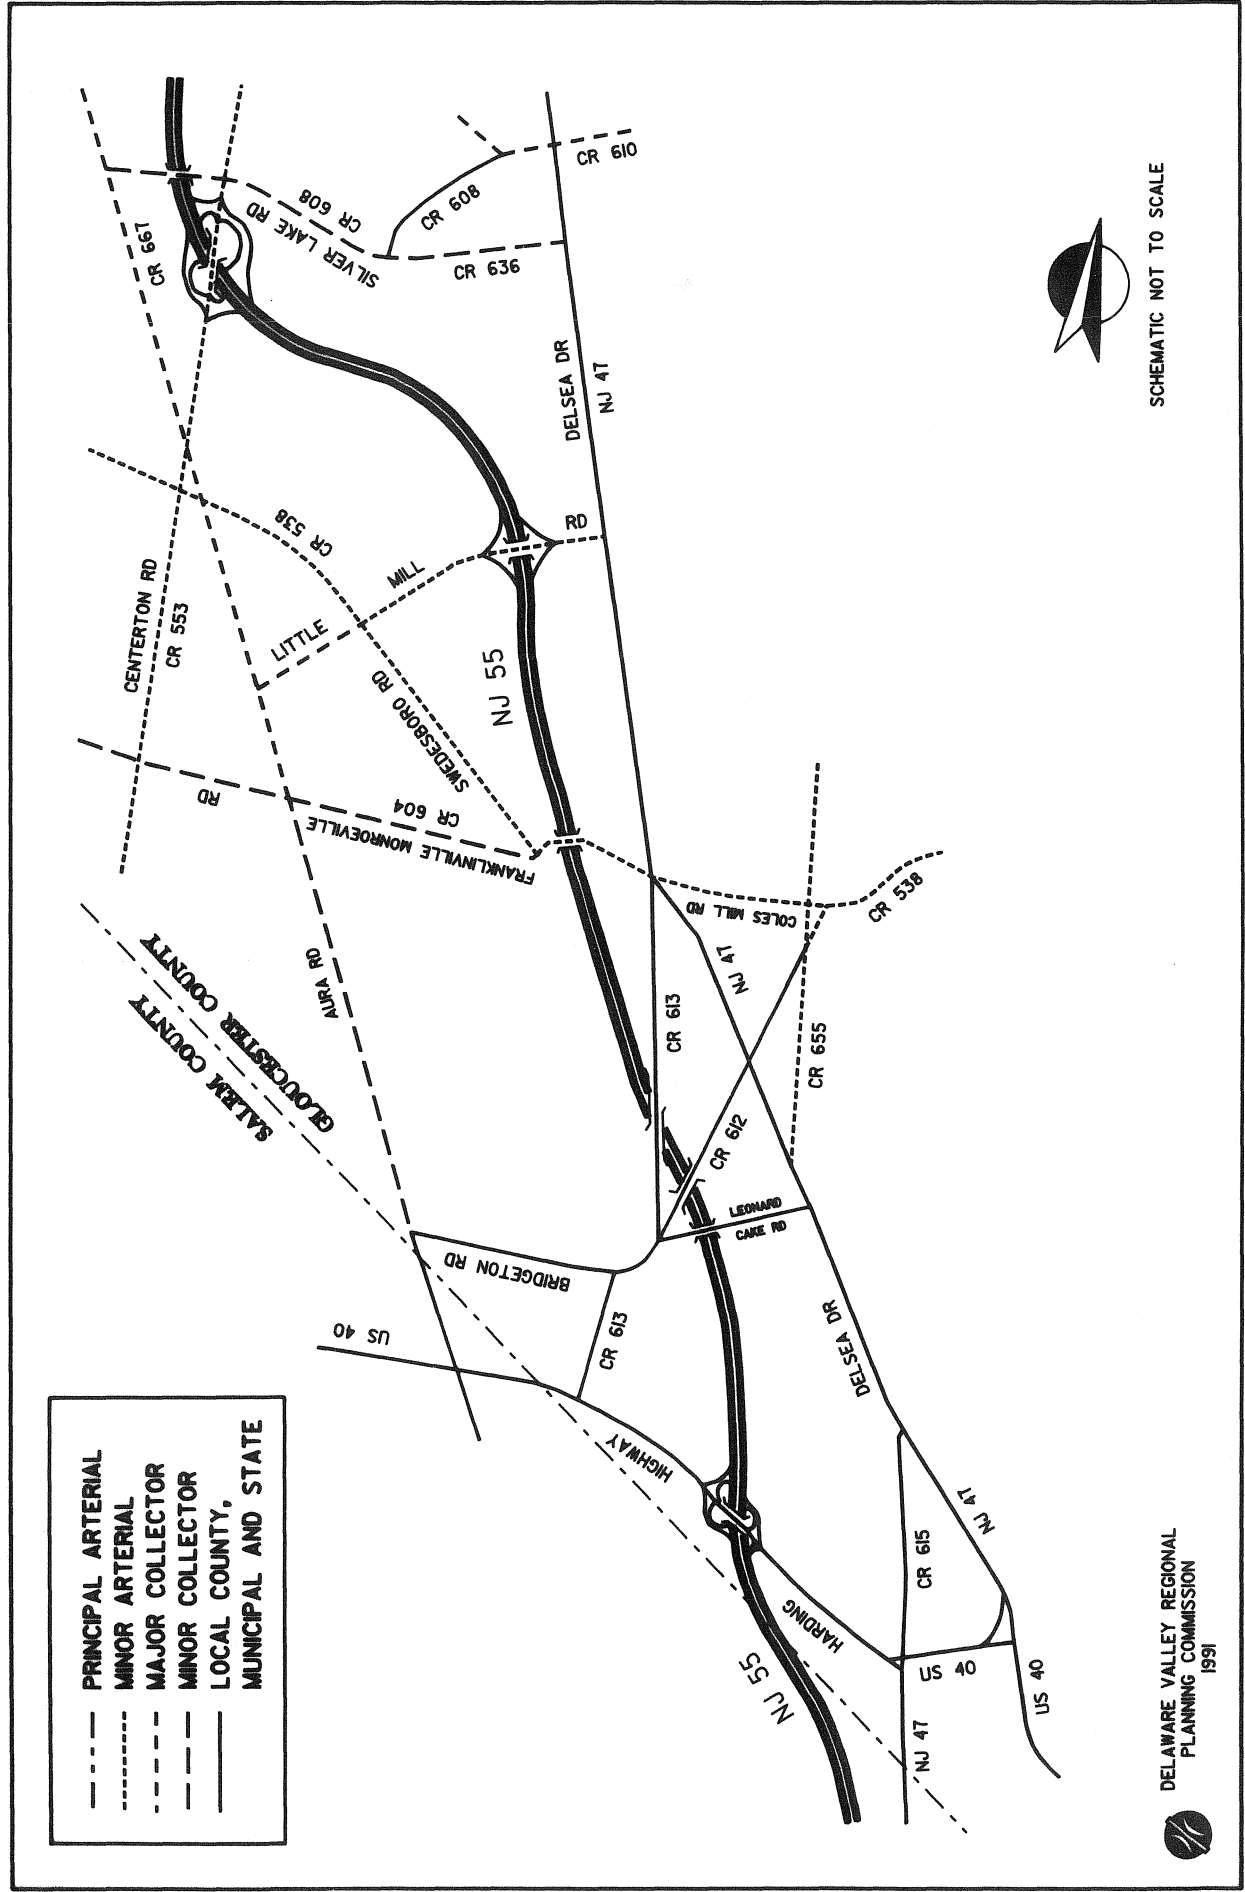 CR 667
CR 608
SILVER LAKE RD
CR 608
CR 636
CR 610
DELSEA DR
NJ 47
CR 538
CENTERTON RD
CR 553
LITTLE
MILL
RD
NJ 55
SWEDESBORO RD
RD
CR 604
FRANKLINVILLE MONROEVILLE
AURA RD
GLOUCESTER COUNTY
SALEM COUNTY
COLES MILL RD
CR 538
NJ 47
CR 613
CR 655
CR 612
LEONARD
CAKE RD
BRIDGETON RD
US 40
CR 613
DELSEA DR
HIGHWAY
HARDING
NJ 55
CR 615
NJ 47
US 40
US 40
NJ 47
SCHEMATIC NOT TO SCALE
PRINCIPAL ARTERIAL
MINOR ARTERIAL
MAJOR COLLECTOR
MINOR COLLECTOR
LOCAL COUNTY,
MUNICIPAL AND STATE
DELAWARE VALLEY REGIONAL
PLANNING COMMISSION
1991